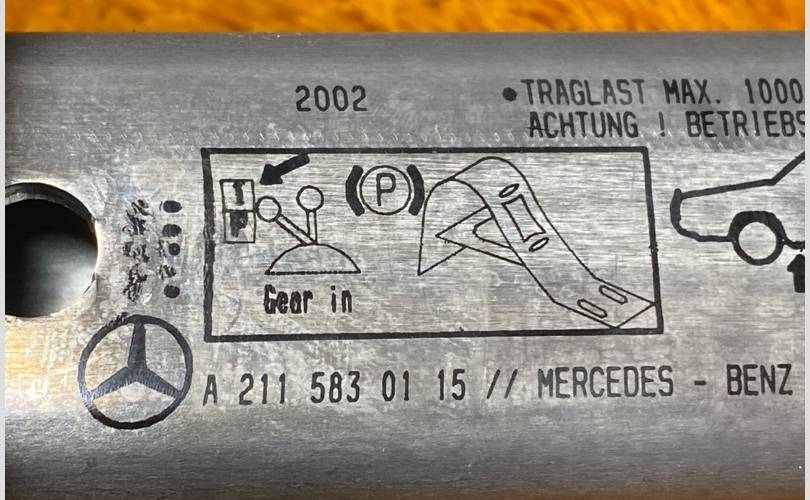 2002
•TRAGLAST MAX. 1000
ACHTUNG ! BETRIEBS
P
Gear in
A 211 583 01 15 // MERCEDES - BENZ